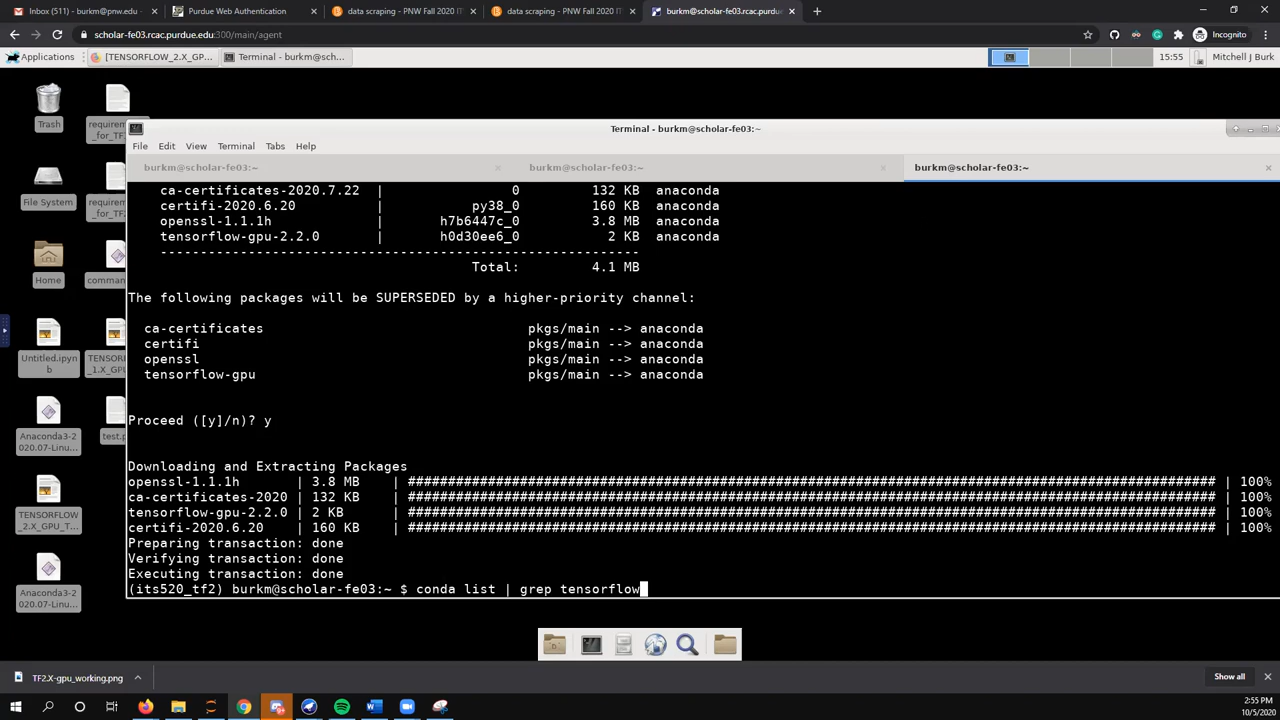 Inbox (511) - burkm@pnw.edu
Purdue Web Authentication
data scraping - PNW Fall 2020 IT
data scraping - PNW Fall 2020 IT
burkm@scholar-fe03.rcac.purdue
scholar-fe03.rcac.purdue.edu:300/main/agent
Incognito
Applications
[TENSORFLOW_2.X_GP...
Terminal - burkm@sch...
15:55
Mitchell J Burk
Trash
File System
Home
Untitled.ipynb
Anaconda3-2020.07-Linu...
TENSORFLOW_2.X_GPU_T...
Anaconda3-2020.07-Linu...
Terminal - burkm@scholar-fe03:~
File Edit View Terminal Tabs Help
burkm@scholar-fe03:~
burkm@scholar-fe03:~
burkm@scholar-fe03:~
ca-certificates-2020.7.22 | 0 132 KB anaconda
certifi-2020.6.20 | py38_0 160 KB anaconda
openssl-1.1.1h | h7b6447c_0 3.8 MB anaconda
tensorflow-gpu-2.2.0 | h0d30ee6_0 2 KB anaconda
------------------------------------------------------------
Total: 4.1 MB
The following packages will be SUPERSEDED by a higher-priority channel:
ca-certificates pkgs/main --> anaconda
certifi pkgs/main --> anaconda
openssl pkgs/main --> anaconda
tensorflow-gpu pkgs/main --> anaconda
Proceed ([y]/n)? y
Downloading and Extracting Packages
openssl-1.1.1h | 3.8 MB | ##################################################################################################### | 100%
ca-certificates-2020 | 132 KB | ##################################################################################################### | 100%
tensorflow-gpu-2.2.0 | 2 KB | ##################################################################################################### | 100%
certifi-2020.6.20 | 160 KB | ##################################################################################################### | 100%
Preparing transaction: done
Verifying transaction: done
Executing transaction: done
(its520_tf2) burkm@scholar-fe03:~ $ conda list | grep tensorflow
TF2.X-gpu_working.png
Show all
2:55 PM
10/5/2020